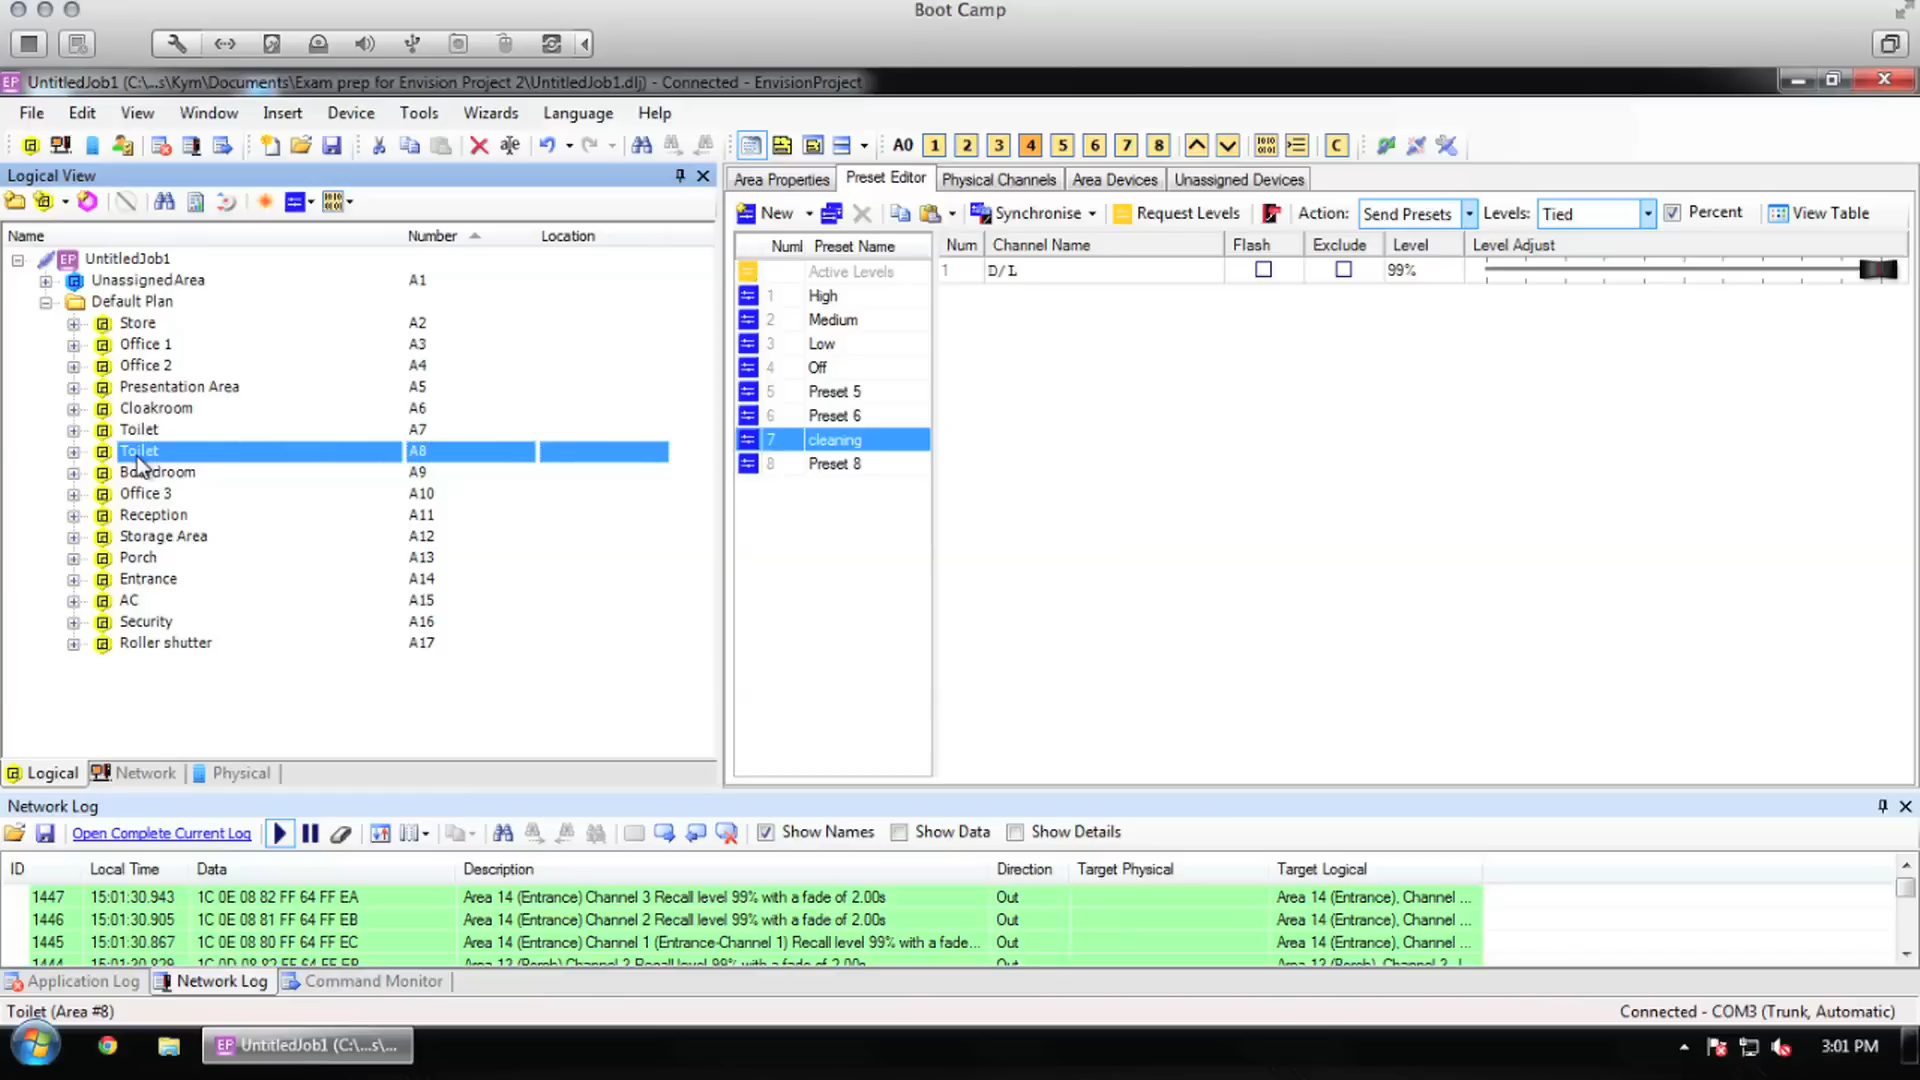 Boot Camp
UntitledJob1 (C:\...s\Kym\Documents\Exam prep for Envision Project 2\UntitledJob1.dlj) - Connected - EnvisionProject
File Edit View Window Insert Device Tools Wizards Language Help
A0 1 2 3 4 5 6 7 8 C
Logical View
Area Properties Preset Editor Physical Channels Area Devices Unassigned Devices
New Synchronise Request Levels Action: Send Presets Levels: Tied Percent View Table
Name Number Location
UntitledJob1
UnassignedArea A1
Default Plan
Store A2
Office 1 A3
Office 2 A4
Presentation Area A5
Cloakroom A6
Toilet A7
Toilet A8
A9
Office 3 A10
Reception A11
Storage Area A12
Porch A13
Entrance A14
AC A15
Security A16
Roller shutter A17
Numl Preset Name
Active Levels
1 High
2 Medium
3 Low
4 Off
5 Preset 5
6 Preset 6
7 cleaning
8 Preset 8
Num Channel Name Flash Exclude Level Level Adjust
1 D/L 99%
Logical Network Physical
Network Log
Open Complete Current Log Show Names Show Data Show Details
ID Local Time Data Description Direction Target Physical Target Logical
1447 15:01:30.943 1C 0E 08 82 FF 64 FF EA Area 14 (Entrance) Channel 3 Recall level 99% with a fade of 2.00s Out Area 14 (Entrance), Channel ...
1446 15:01:30.905 1C 0E 08 81 FF 64 FF EB Area 14 (Entrance) Channel 2 Recall level 99% with a fade of 2.00s Out Area 14 (Entrance), Channel ...
1445 15:01:30.867 1C 0E 08 80 FF 64 FF EC Area 14 (Entrance) Channel 1 (Entrance-Channel 1) Recall level 99% with a fade... Out Area 14 (Entrance), Channel ...
Application Log Network Log Command Monitor
Toilet (Area #8) Connected - COM3 (Trunk, Automatic)
UntitledJob1 (C:\...s\... 3:01 PM